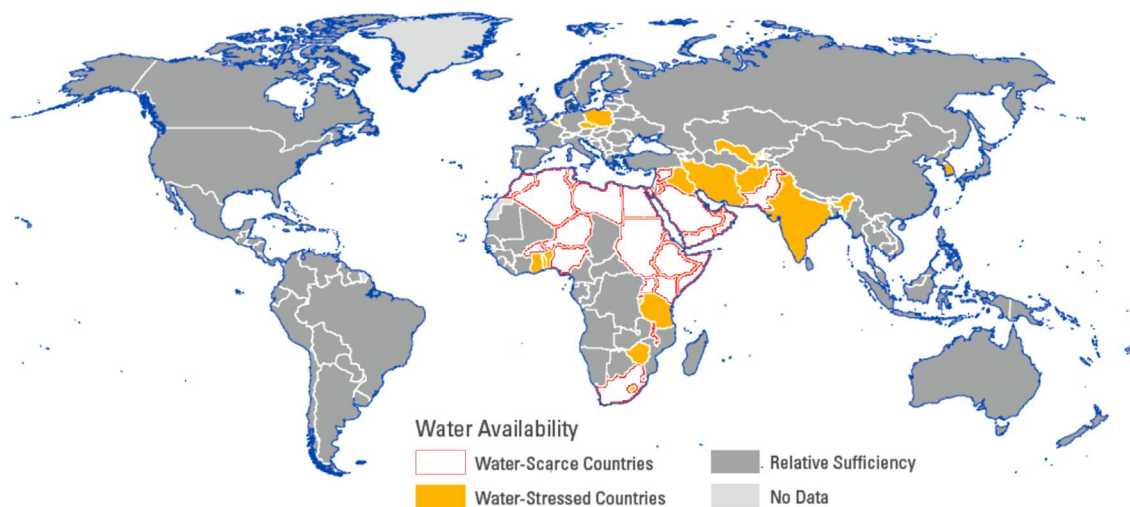 Water Availability
Water-Scarce Countries
Relative Sufficiency
Water-Stressed Countries
No Data